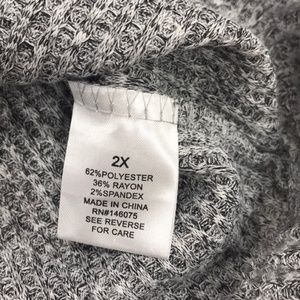 2X
62%POLYESTER
36% RAYON
2%SPANDEX
MADE IN CHINA
RN#146075
SEE REVERSE
FOR CARE